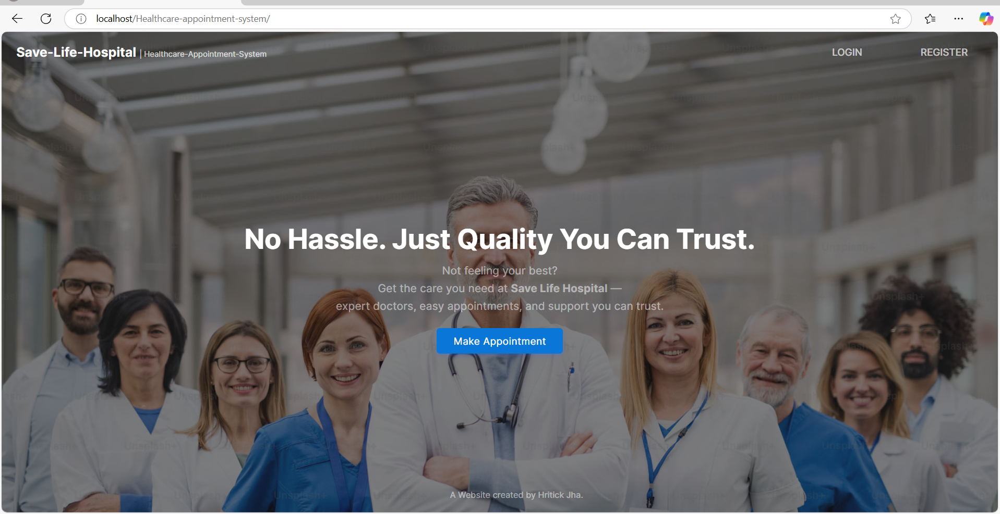 localhost/Healthcare-appointment-system/
Save-Life-Hospital | Healthcare-Appointment-System
LOGIN
REGISTER
No Hassle. Just Quality You Can Trust.
Not feeling your best?
Get the care you need at Save Life Hospital —
expert doctors, easy appointments, and support you can trust.
Make Appointment
Unsplash+
A Website created by Hritick Jha.